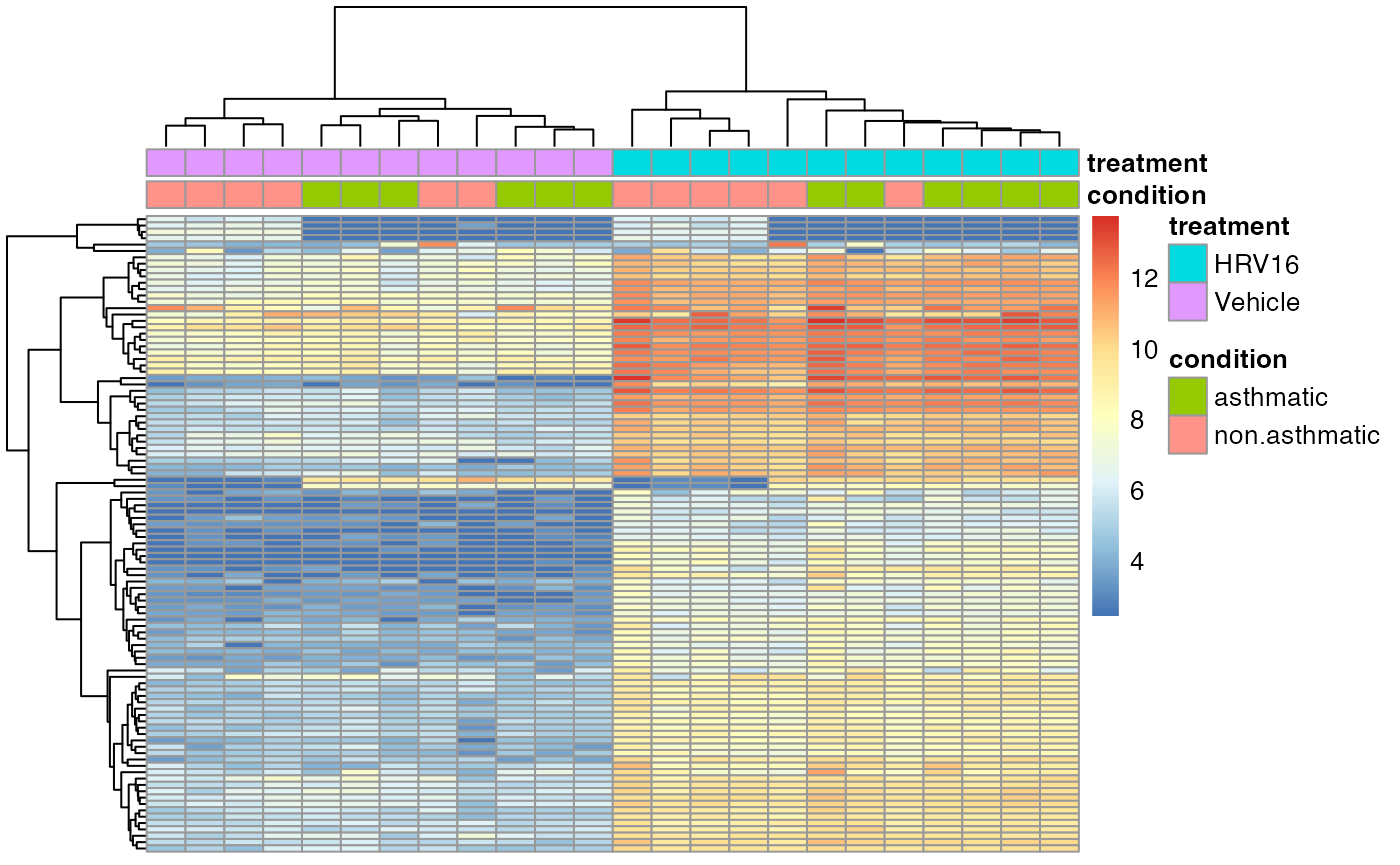 treatment
condition
treatment
HRV16
Vehicle
condition
asthmatic
non.asthmatic
12
10
8
6
4